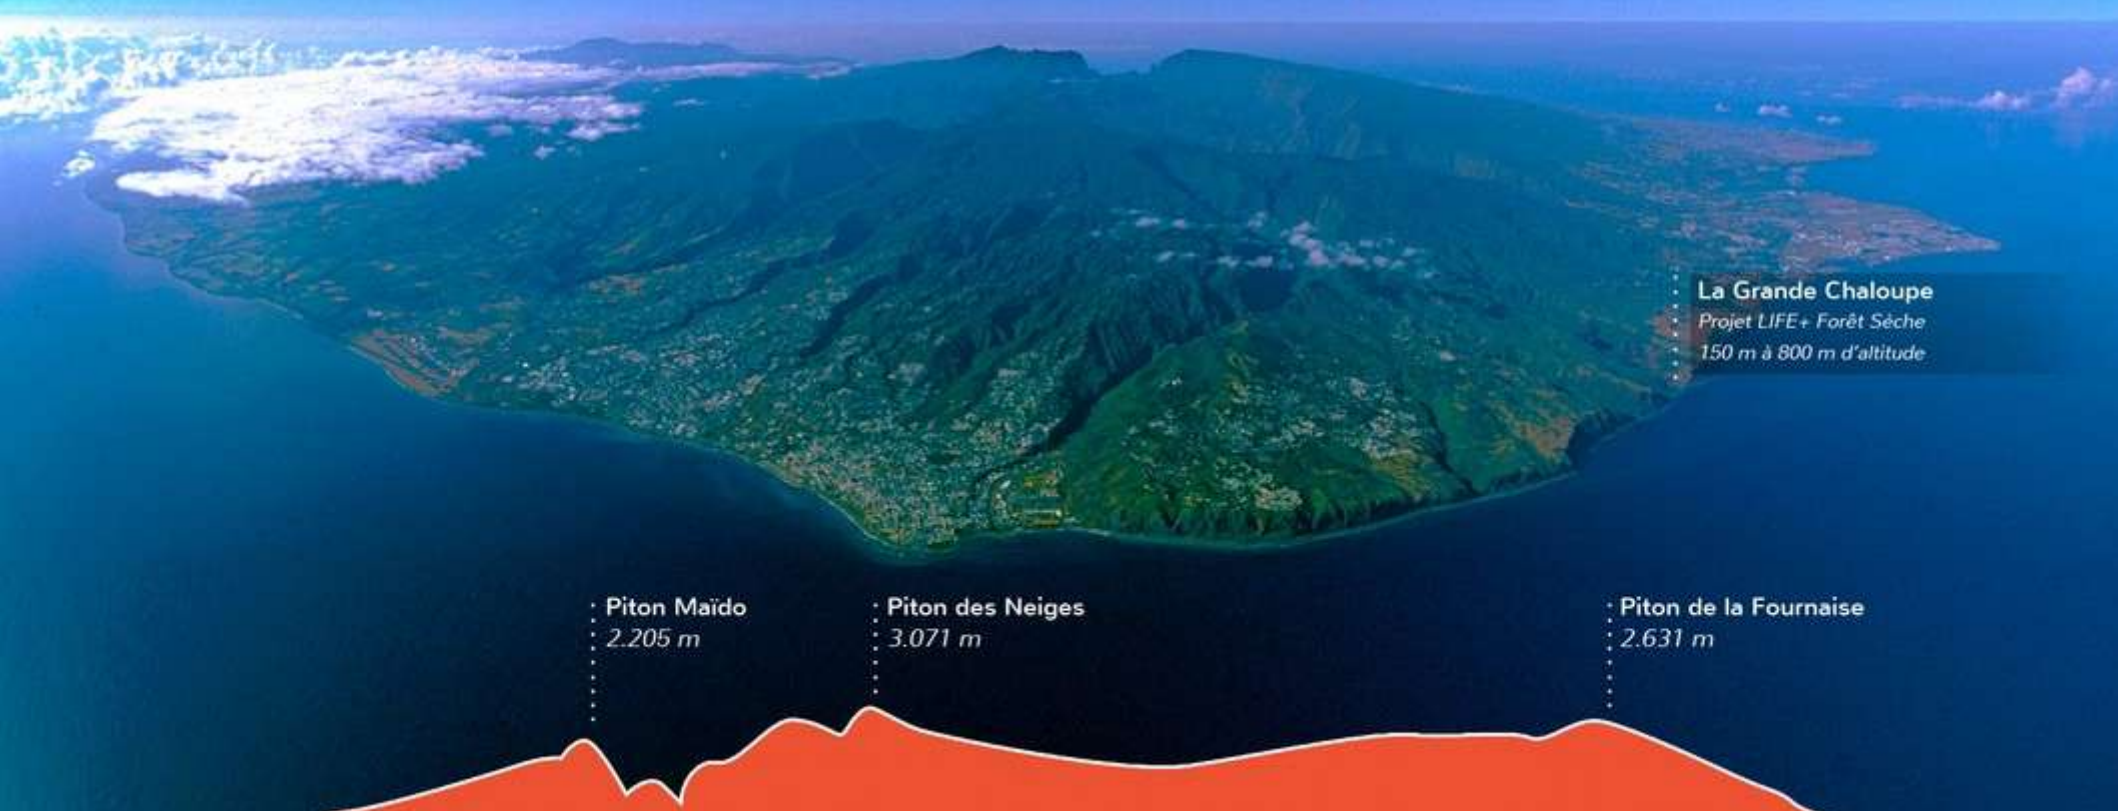 La Grande Chaloupe
Projet LIFE+ Forêt Sèche
150 m à 800 m d'altitude
Piton Maïdo
2.205 m
Piton des Neiges
3.071 m
Piton de la Fournaise
2.631 m